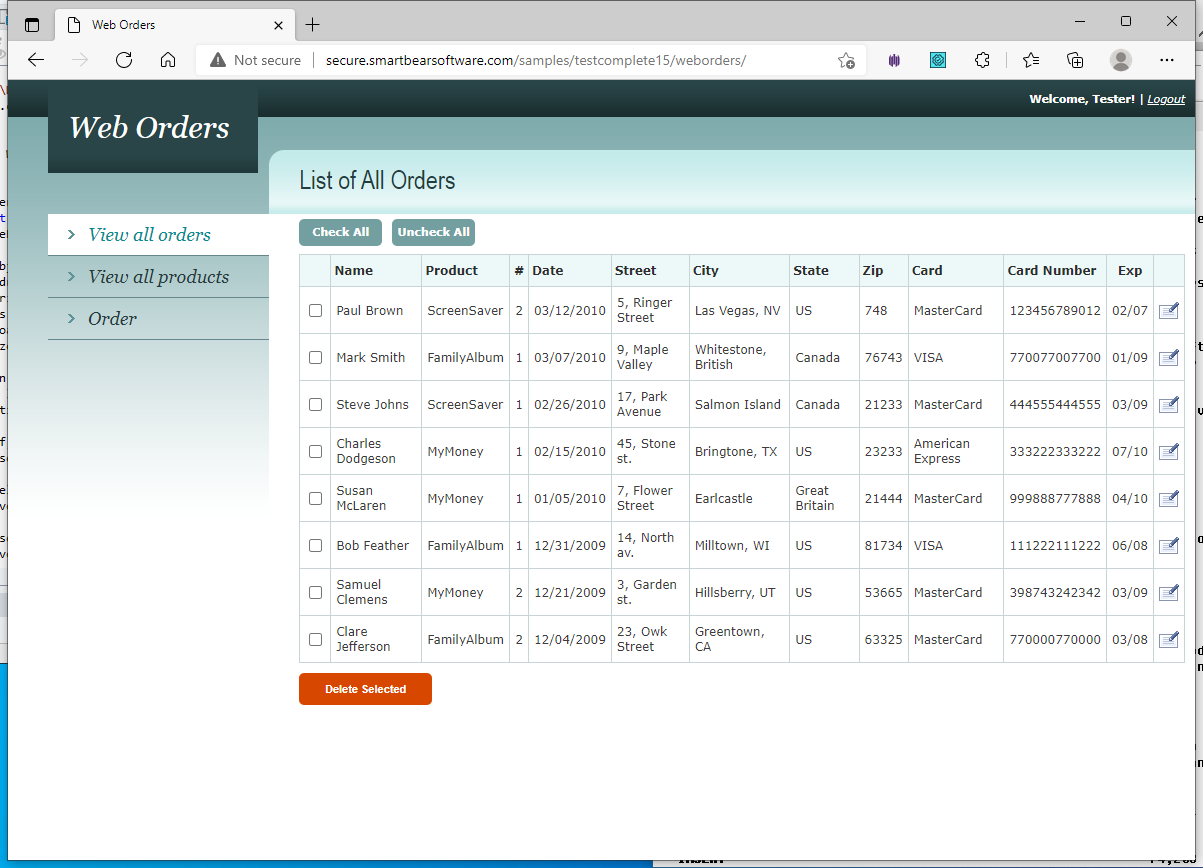 Web Orders
Not secure
secure.smartbearsoftware.com/samples/testcomplete15/weborders/
Welcome, Tester! | Logout
Web Orders
List of All Orders
View all orders
View all products
Order
Check All Uncheck All
Name Product # Date Street City State Zip Card Card Number Exp
Paul Brown ScreenSaver 2 03/12/2010 5, Ringer Street Las Vegas, NV US 748 MasterCard 123456789012 02/07
Mark Smith FamilyAlbum 1 03/07/2010 9, Maple Valley Whitestone, British Canada 76743 VISA 770077007700 01/09
Steve Johns ScreenSaver 1 02/26/2010 17, Park Avenue Salmon Island Canada 21233 MasterCard 444555444555 03/09
Charles Dodgeson MyMoney 1 02/15/2010 45, Stone st. Bringtone, TX US 23233 American Express 333222333222 07/10
Susan McLaren MyMoney 1 01/05/2010 7, Flower Street Earlcastle Great Britain 21444 MasterCard 999888777888 04/10
Bob Feather FamilyAlbum 1 12/31/2009 14, North av. Milltown, WI US 81734 VISA 111222111222 06/08
Samuel Clemens MyMoney 2 12/21/2009 3, Garden st. Hillsberry, UT US 53665 MasterCard 398743242342 03/09
Clare Jefferson FamilyAlbum 2 12/04/2009 23, Owk Street Greentown, CA US 63325 MasterCard 770000770000 03/08
Delete Selected